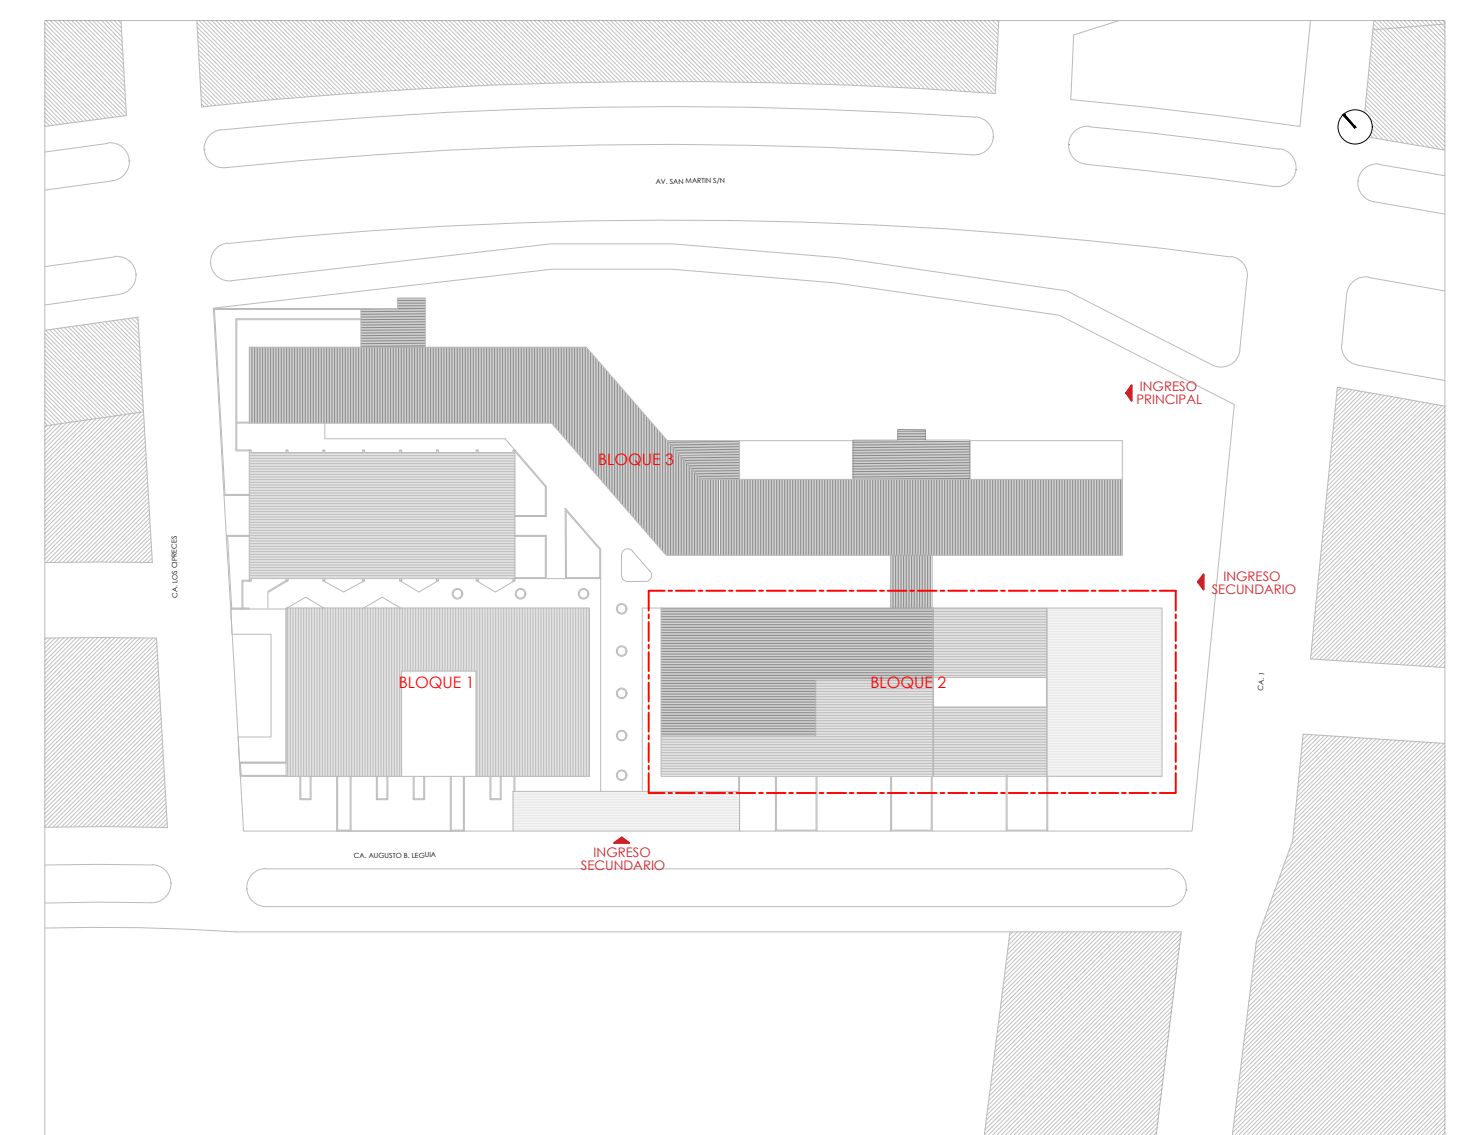 AV. SAN MARTIN S/N
INGRESO
PRINCIPAL
BLOQUE 3
CA. LOS CIPRECES
INGRESO
SECUNDARIO
BLOQUE 1
BLOQUE 2
CA. 1
CA. AUGUSTO B. LEGUIA
INGRESO
SECUNDARIO